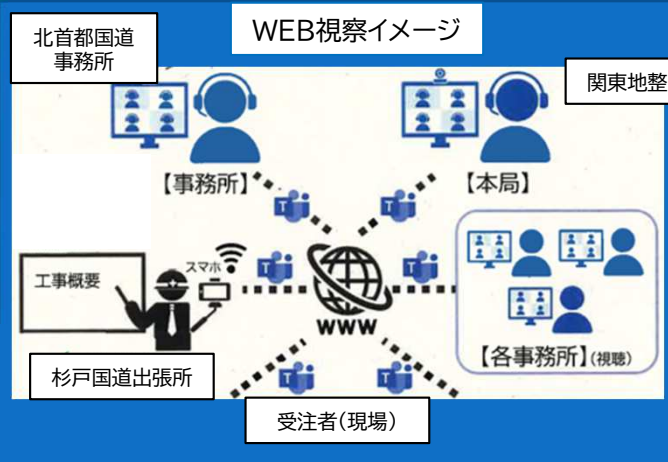 WEB視察イメージ
北首都国道
事務所
関東地整
【事務所】
【本局】
工事概要
スマホ
WWW
【各事務所】(視聴)
杉戸国道出張所
受注者(現場)
T
T
T
T
T
T